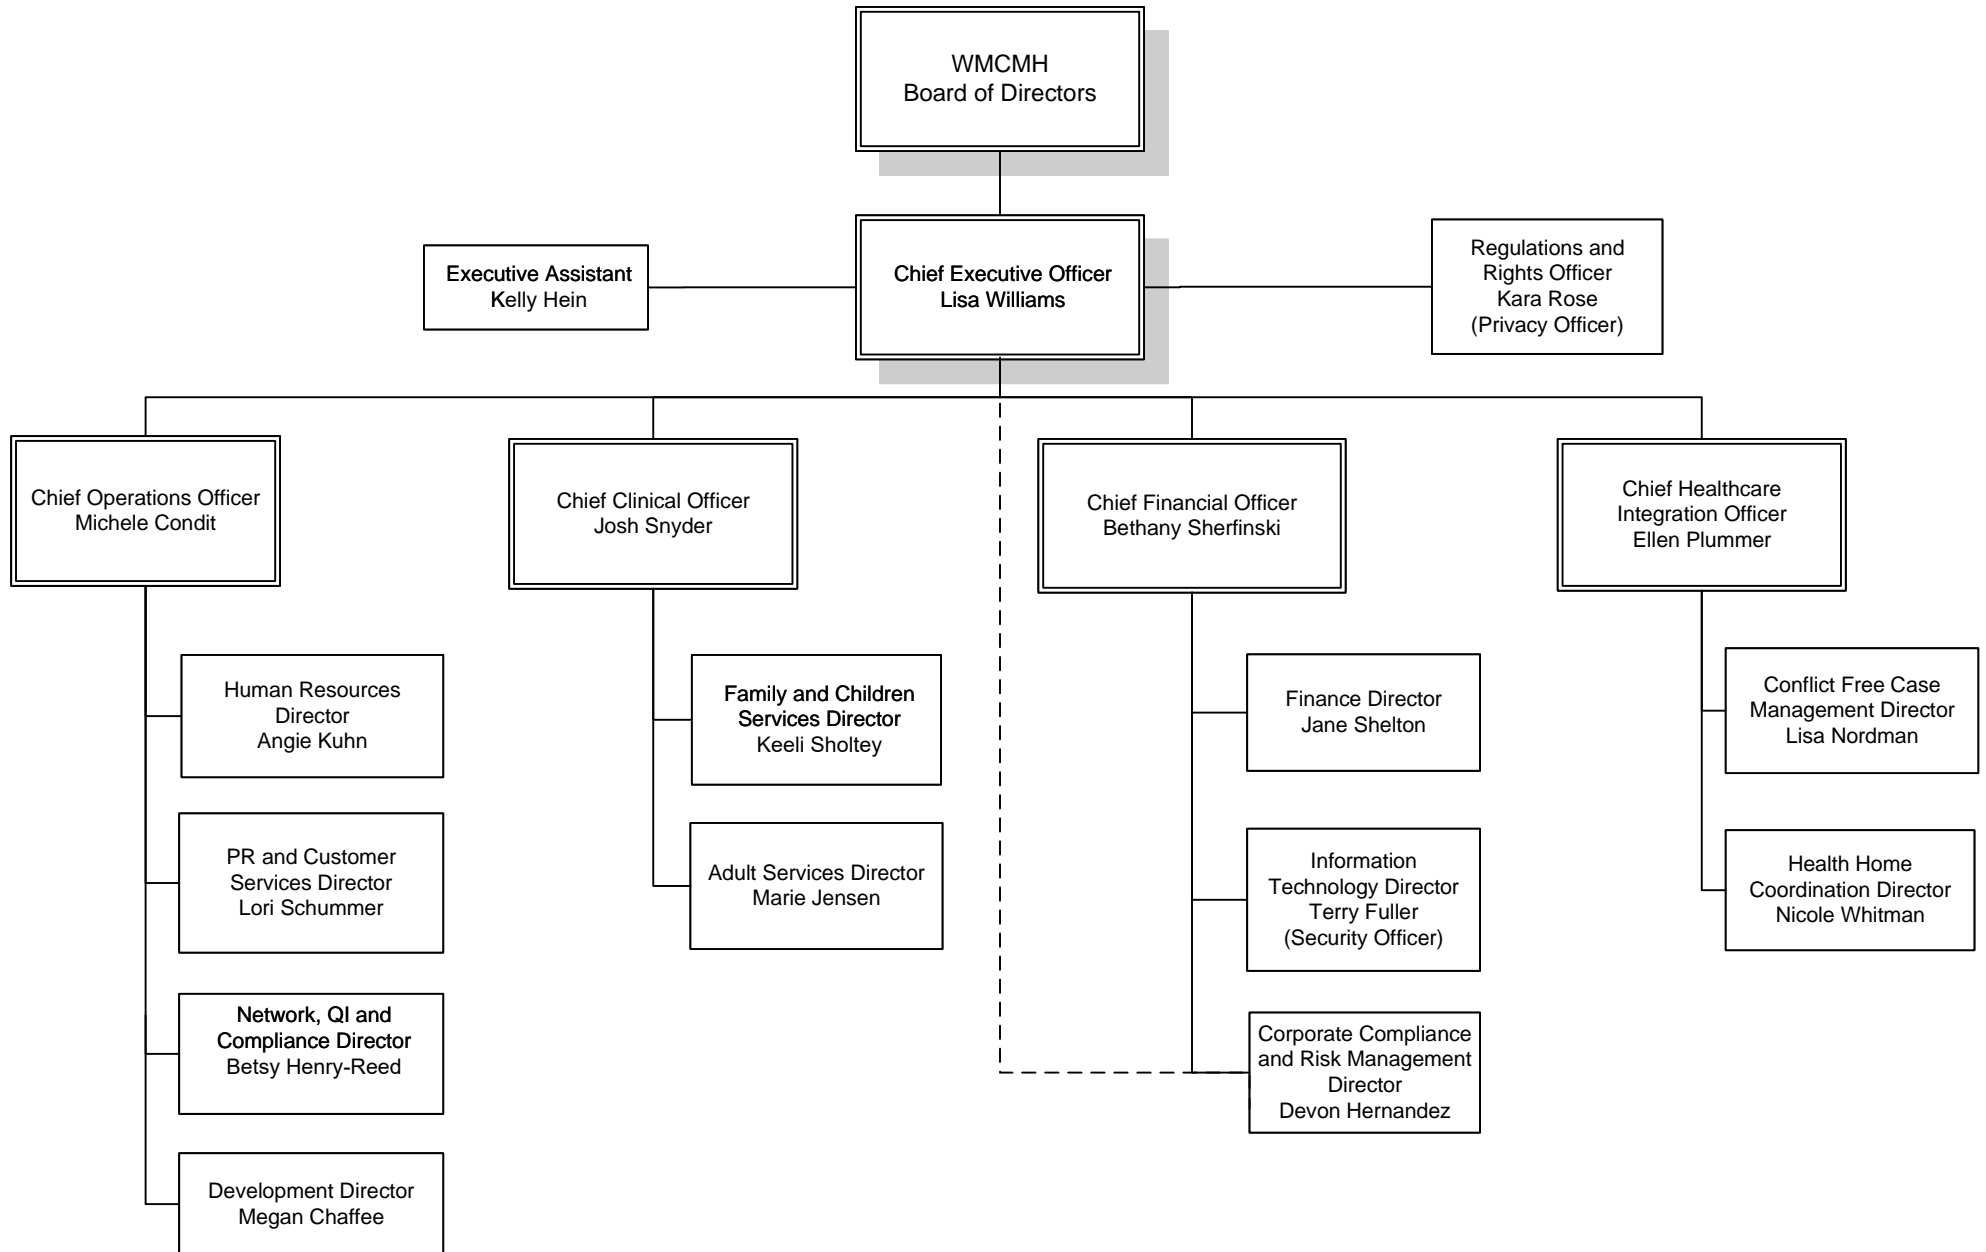 WMCMH
Board of Directors
Executive Assistant
Kelly Hein
Chief Executive Officer
Lisa Williams
Regulations and
Rights Officer
Kara Rose
(Privacy Officer)
Chief Operations Officer
Michele Condit
Chief Clinical Officer
Josh Snyder
Chief Financial Officer
Bethany Sherfinski
Chief Healthcare
Integration Officer
Ellen Plummer
Human Resources
Director
Angie Kuhn
PR and Customer
Services Director
Lori Schummer
Network, QI and
Compliance Director
Betsy Henry-Reed
Development Director
Megan Chaffee
Family and Children
Services Director
Keeli Sholtey
Adult Services Director
Marie Jensen
Finance Director
Jane Shelton
Information
Technology Director
Terry Fuller
(Security Officer)
Corporate Compliance
and Risk Management
Director
Devon Hernandez
Conflict Free Case
Management Director
Lisa Nordman
Health Home
Coordination Director
Nicole Whitman